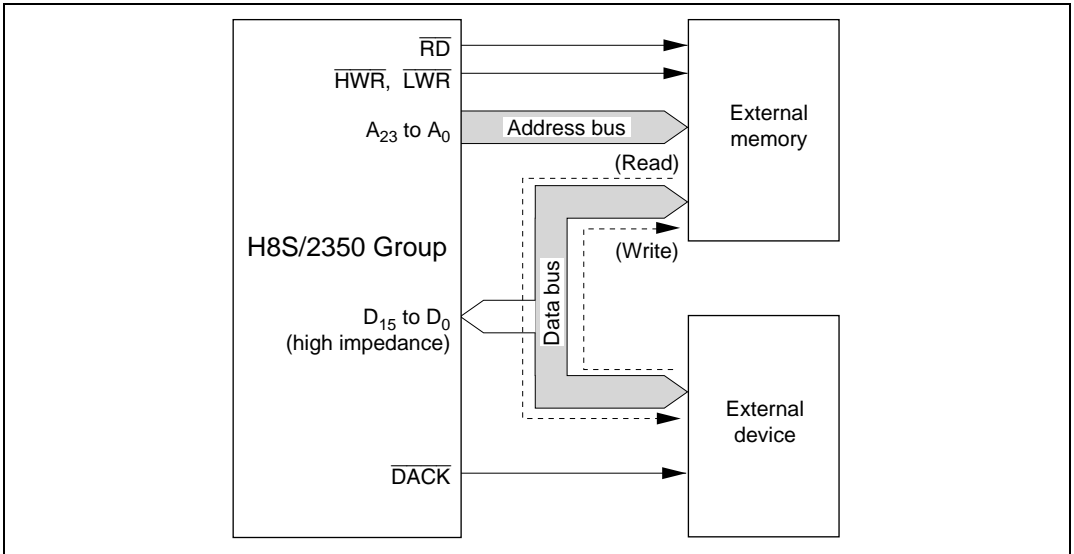 RD
HWR, LWR
A23 to A0
Address bus
External
memory
(Read)
H8S/2350 Group
(Write)
Data bus
D15 to D0
(high impedance)
External
device
DACK